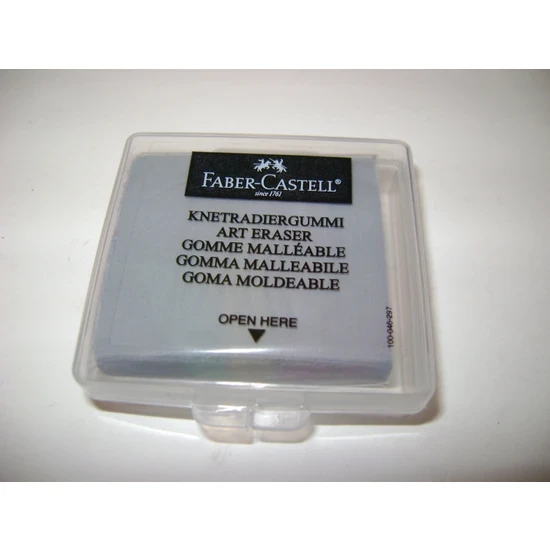 FABER-CASTELL®
since 1761
KNETRADIERGUMMI
ART ERASER
GOMME MALLÉABLE
GOMMA MALLEABILE
GOMA MOLDEABLE
OPEN HERE
100-046-297